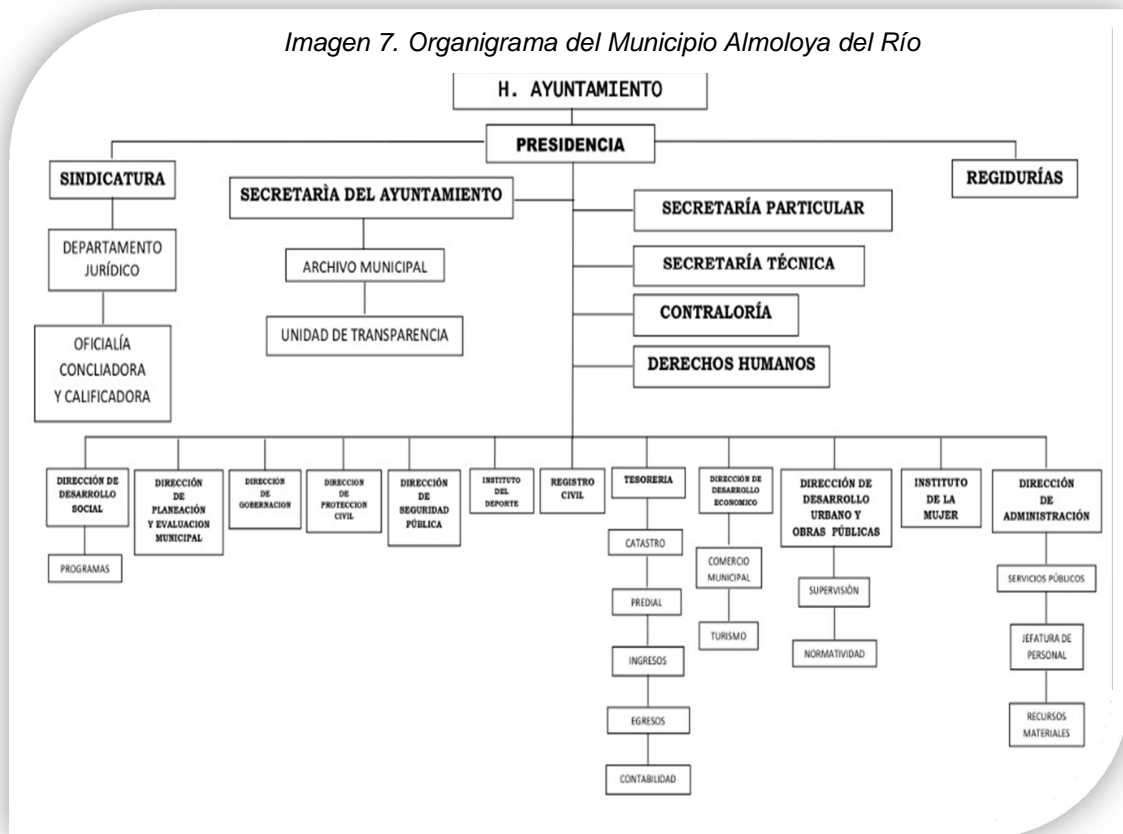 Imagen 7. Organigrama del Municipio Almoloya del Río
H. AYUNTAMIENTO
PRESIDENCIA
SINDICATURA
REGIDURÍAS
SECRETARÌA DEL AYUNTAMIENTO
SECRETARÍA PARTICULAR
DEPARTAMENTO
JURÍDICO
ARCHIVO MUNICIPAL
SECRETARÍA TÉCNICA
UNIDAD DE TRANSPARENCIA
CONTRALORÍA
OFICIALÍA
CONCLIADORA
Y CALIFICADORA
DERECHOS HUMANOS
DIRECCIÓN DE
DESARROLLO
SOCIAL
PROGRAMAS
DIRECCIÓN
DE
PLANEACIÓN
Y EVALUACION
MUNICIPAL
DIRECCIÓN
DE
GOBERNACION
DIRECCION
DE
PROTECCION
CIVIL
DIRECCIÓN
DE
SEGURIDAD
PÚBLICA
INSTITUTO
DEL
DEPORTE
REGISTRO
CIVIL
TESORERIA
CATASTRO
PREDIAL
INGRESOS
EGRESOS
CONTABILIDAD
DIRECCIÓN DE
DESARROLLO
ECONOMICO
COMERCIO
MUNICIPAL
TURISMO
DIRECCIÓN DE
DESARROLLO
URBANO Y
OBRAS PÚBLICAS
SUPERVISIÒN
NORMATIVIDAD
INSTITUTO
DE LA
MUJER
DIRECCIÓN
DE
ADMINISTRACIÓN
SERVICIOS PÚBLICOS
JEFATURA DE
PERSONAL
RECURSOS
MATERIALES